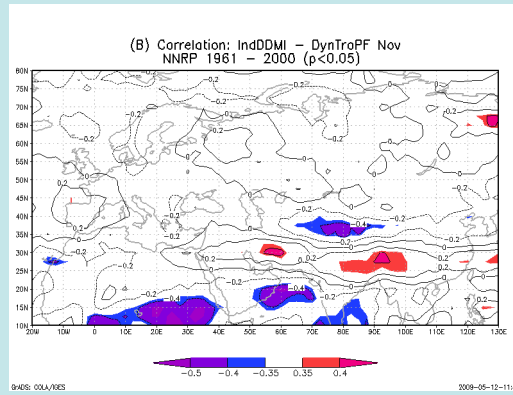 (B) Correlation: IndDDMI - DynTroPF Nov
NNRP 1961 - 2000 (p<0.05)
80N
75N
70N
65N
60N
55N
50N
45N
40N
35N
30N
25N
20N
15N
10N
20W 10W 0 10E 20E 30E 40E 50E 60E 70E 80E 90E 100E 110E 120E 130E
-0.5 -0.4 -0.35 0.35 0.4
GrADS: COLA/IGES 2009-05-12-11: